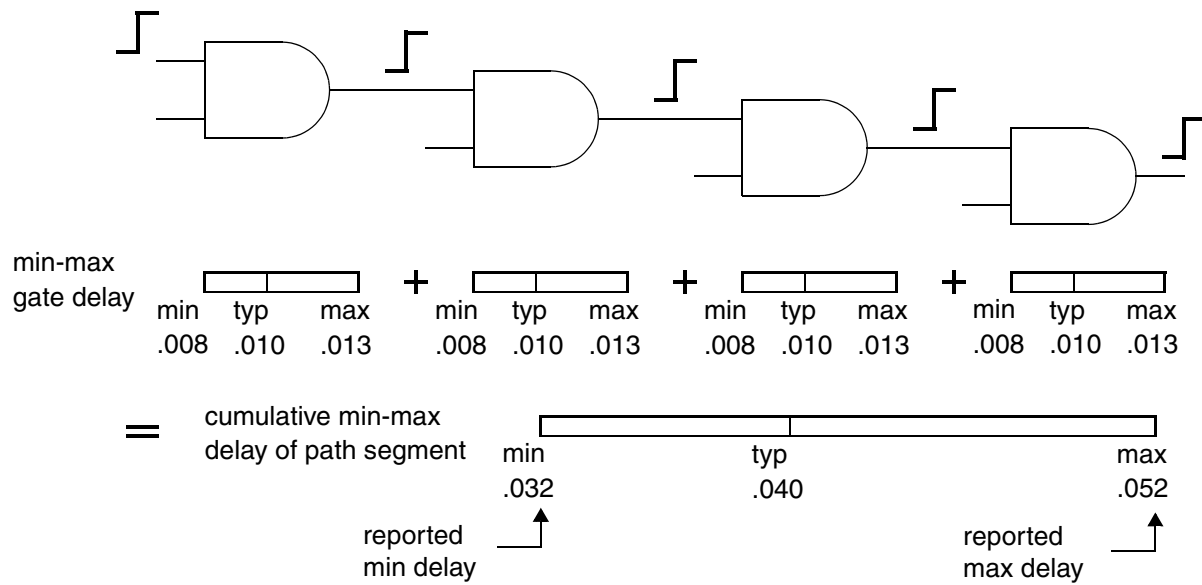 min-max
gate delay
min typ max + min typ max + min typ max + min typ max
.008 .010 .013 .008 .010 .013 .008 .010 .013 .008 .010 .013
= cumulative min-max
delay of path segment
min typ max
.032 .040 .052
reported
min delay
reported
max delay